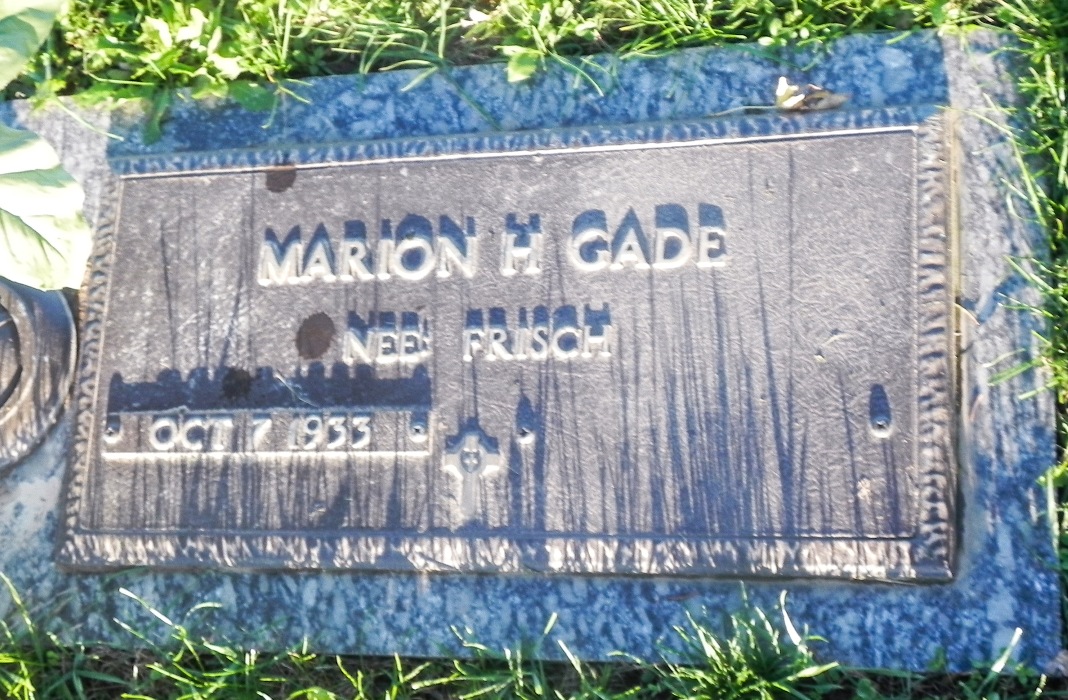 MARION H GADE
NEE FRISCH
OCT 7 1933